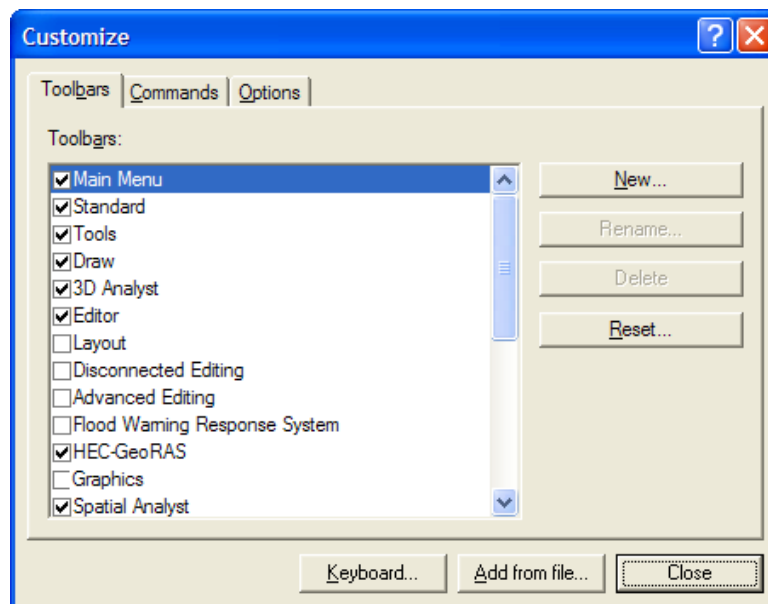 Customize
Toolbars Commands Options
Toolbars:
Main Menu
Standard
Tools
Draw
3D Analyst
Editor
Layout
Disconnected Editing
Advanced Editing
Flood Warning Response System
HEC-GeoRAS
Graphics
Spatial Analyst
New...
Rename...
Delete
Reset...
Keyboard... Add from file... Close